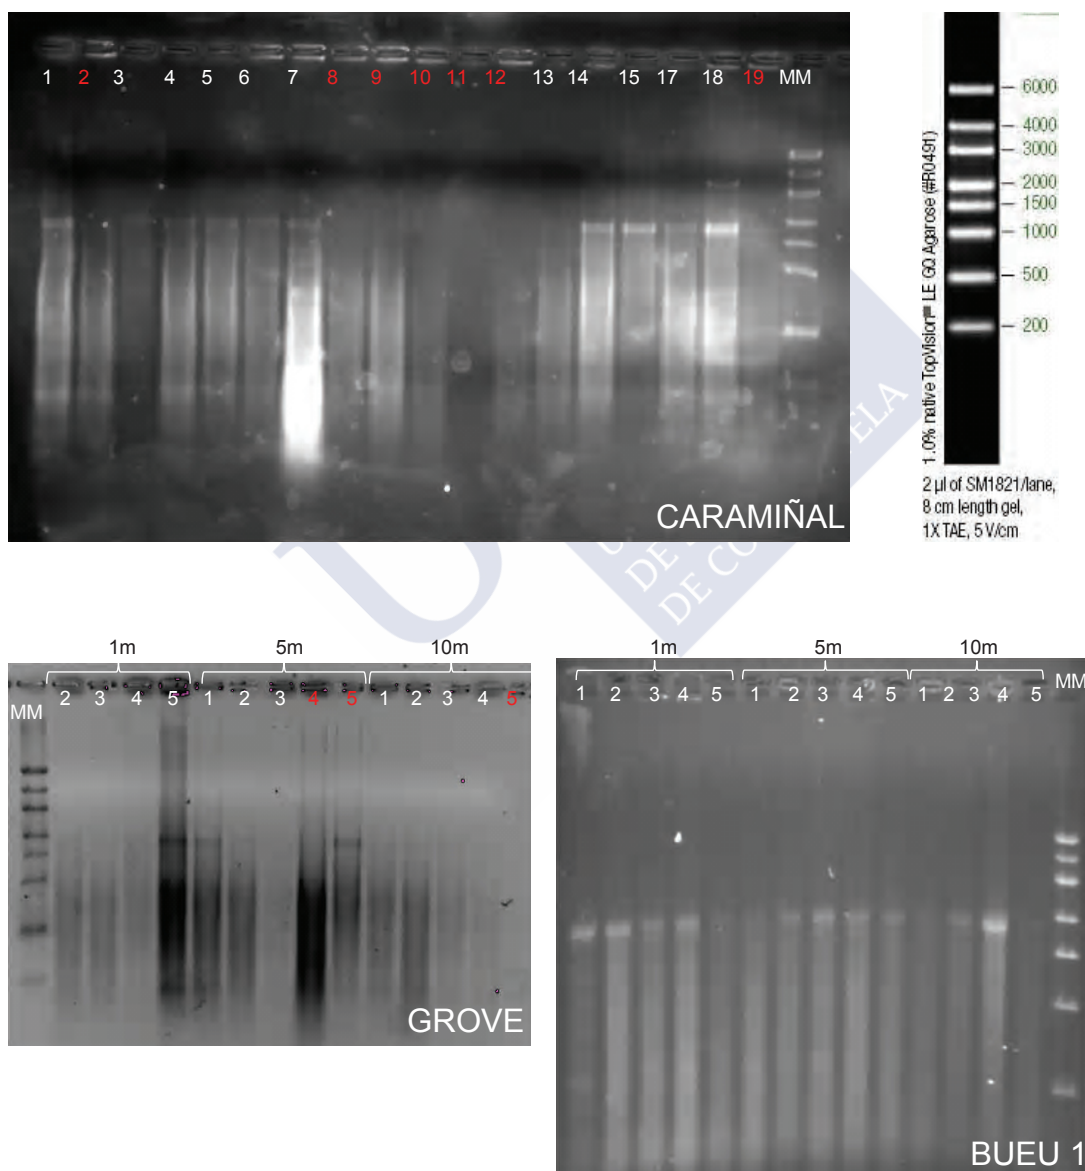 1 2 3 4 5 6 7 8 9 10 11 12 13 14 15 17 18 19 MM
CARAMIÑAL
6000
4000
3000
2000
1500
1000
500
200
1.0% native TopVision™ LE GQ Agarose (#R0491)
2 µl of SM1821/lane,
8 cm length gel,
1X TAE, 5 V/cm
U
DE
DE CO
ELA
1m 5m 10m
MM 2 3 4 5 1 2 3 4 5 1 2 3 4 5
GROVE
1m 5m 10m
1 2 3 4 5 1 2 3 4 5 1 2 3 4 5 MM
BUEU 1